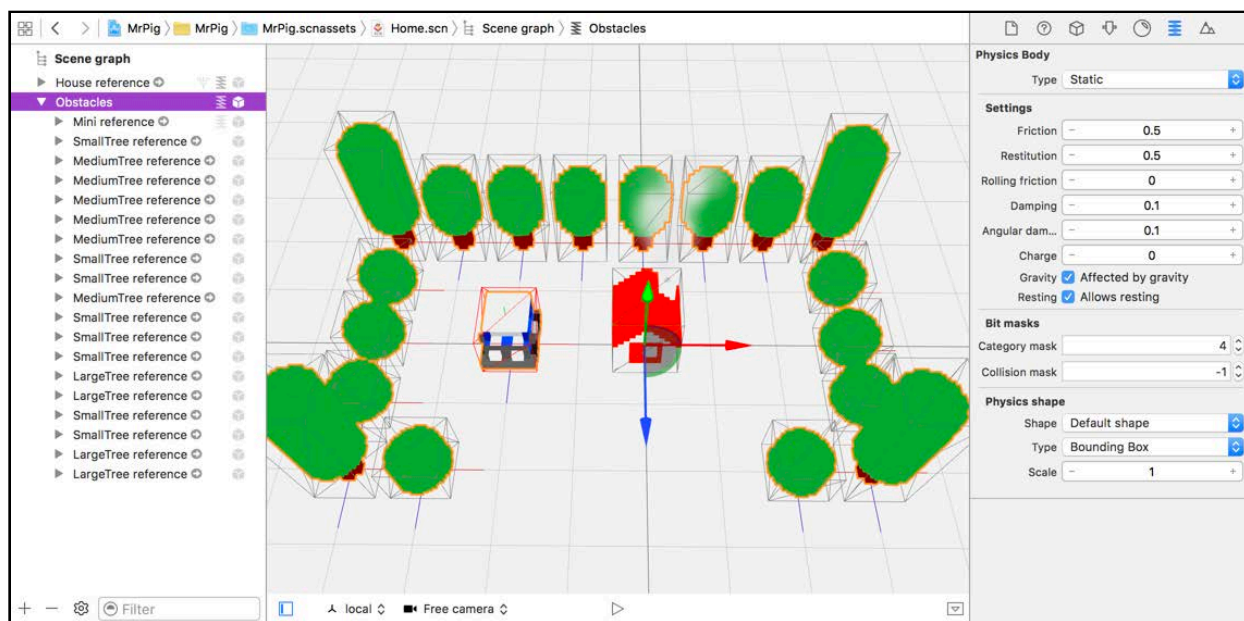 MrPig MrPig MrPig.scnassets Home.scn Scene graph Obstacles
Scene graph
House reference
Obstacles
Mini reference
SmallTree reference
MediumTree reference
MediumTree reference
MediumTree reference
MediumTree reference
MediumTree reference
SmallTree reference
SmallTree reference
MediumTree reference
SmallTree reference
SmallTree reference
SmallTree reference
LargeTree reference
LargeTree reference
SmallTree reference
SmallTree reference
LargeTree reference
LargeTree reference
Filter
local
Free camera
Physics Body
Type Static
Settings
Friction 0.5
Restitution 0.5
Rolling friction 0
Damping 0.1
Angular dam... 0.1
Charge 0
Gravity Affected by gravity
Resting Allows resting
Bit masks
Category mask 4
Collision mask -1
Physics shape
Shape Default shape
Type Bounding Box
Scale 1